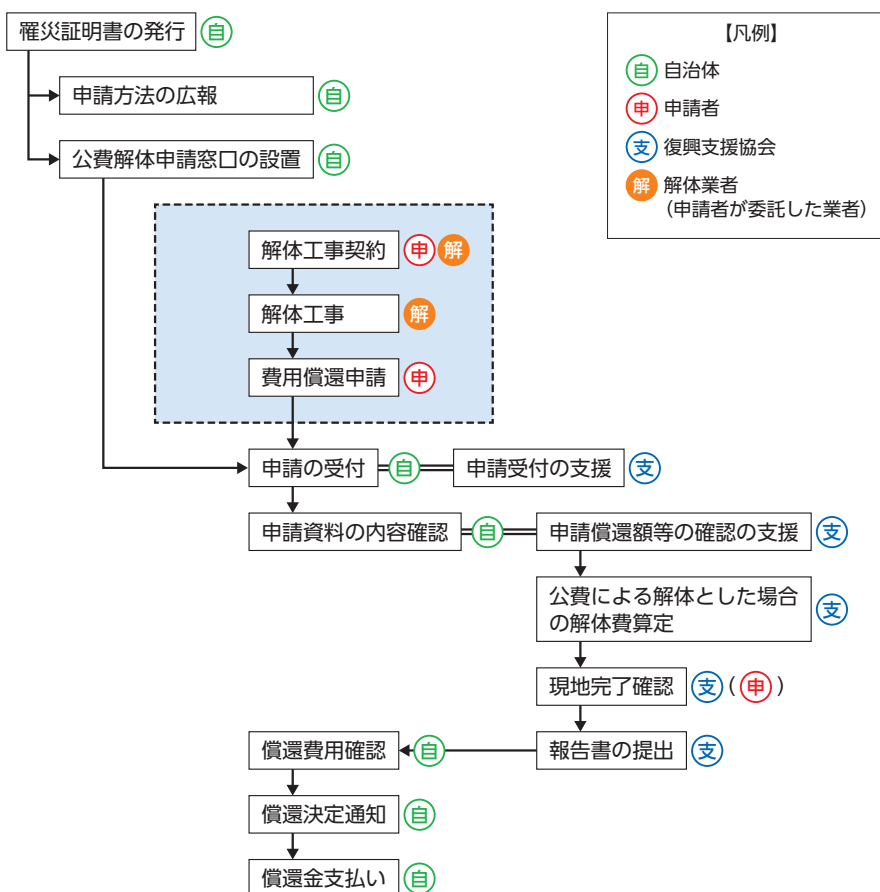 罹災証明書の発行 自
申請方法の広報 自
公費解体申請窓口の設置 自
【凡例】
自 自治体
申 申請者
支 復興支援協会
解 解体業者
(申請者が委託した業者)
解体工事契約 申 解
解体工事 解
費用償還申請 申
申請の受付 自 申請受付の支援 支
申請資料の内容確認 自 申請償還額等の確認の支援 支
公費による解体とした場合
の解体費算定 支
現地完了確認 支(申)
償還費用確認 自 報告書の提出 支
償還決定通知 自
償還金支払い 自